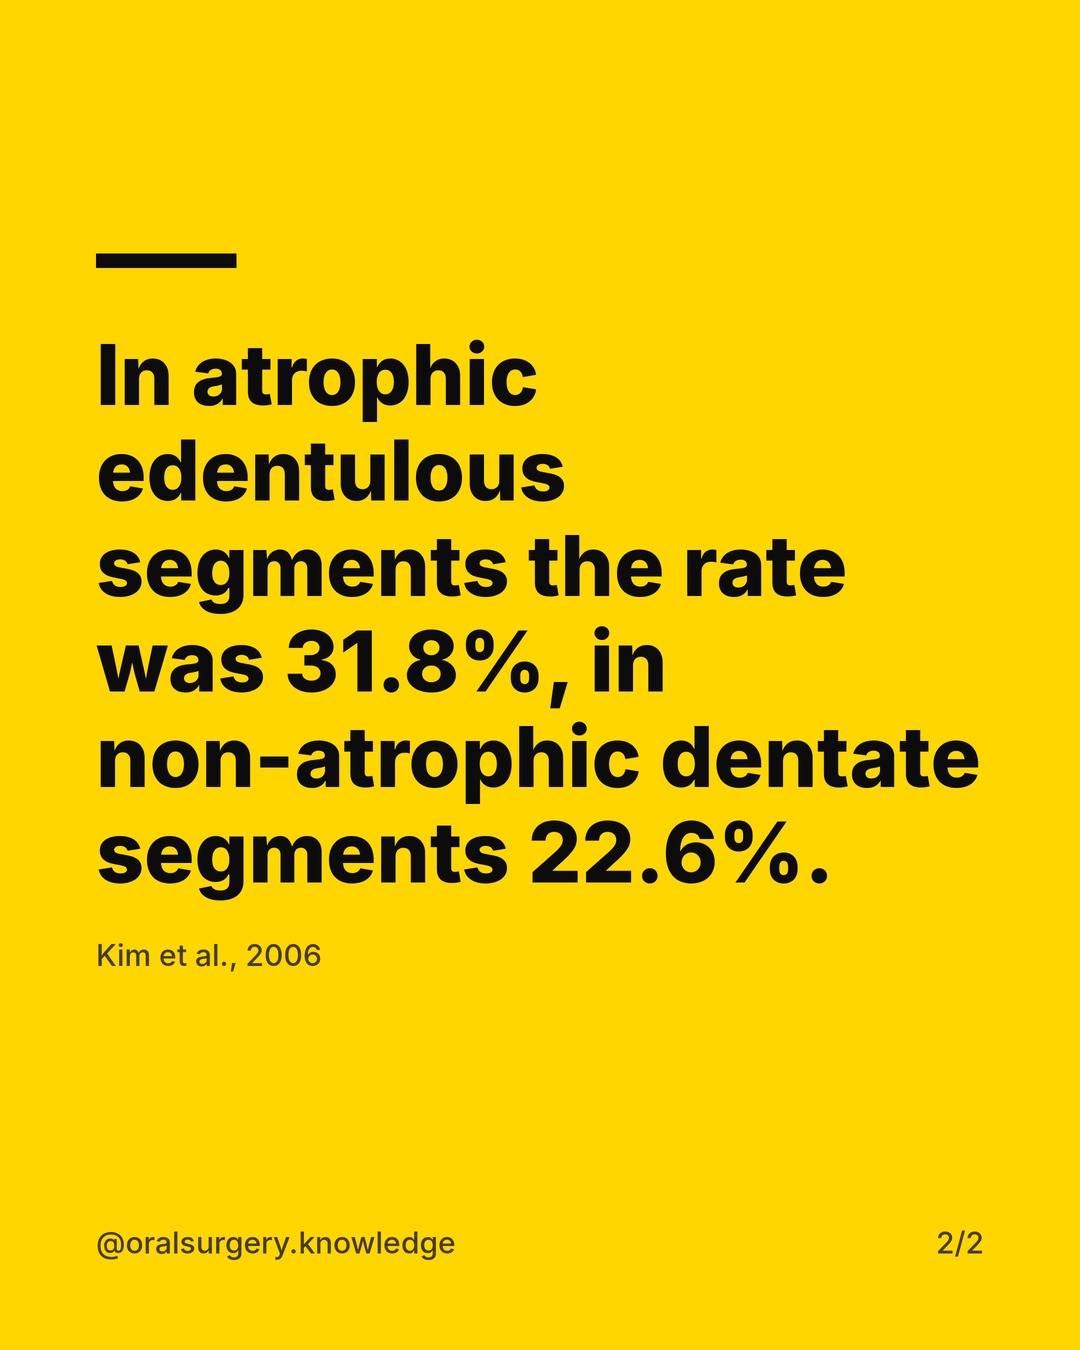 In atrophic
edentulous
segments the rate
was 31.8%, in
non-atrophic dentate
segments 22.6%.
Kim et al., 2006
@oralsurgery.knowledge
2/2